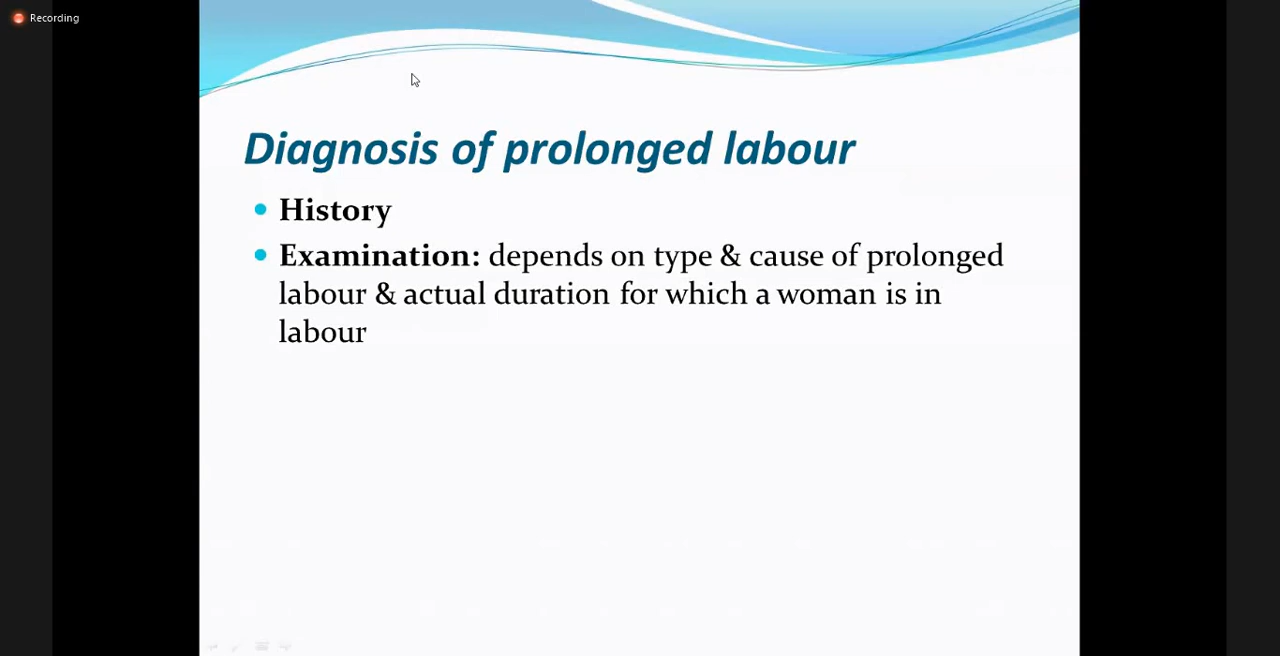 Recording
Diagnosis of prolonged labour
History
Examination: depends on type & cause of prolonged
labour & actual duration for which a woman is in
labour